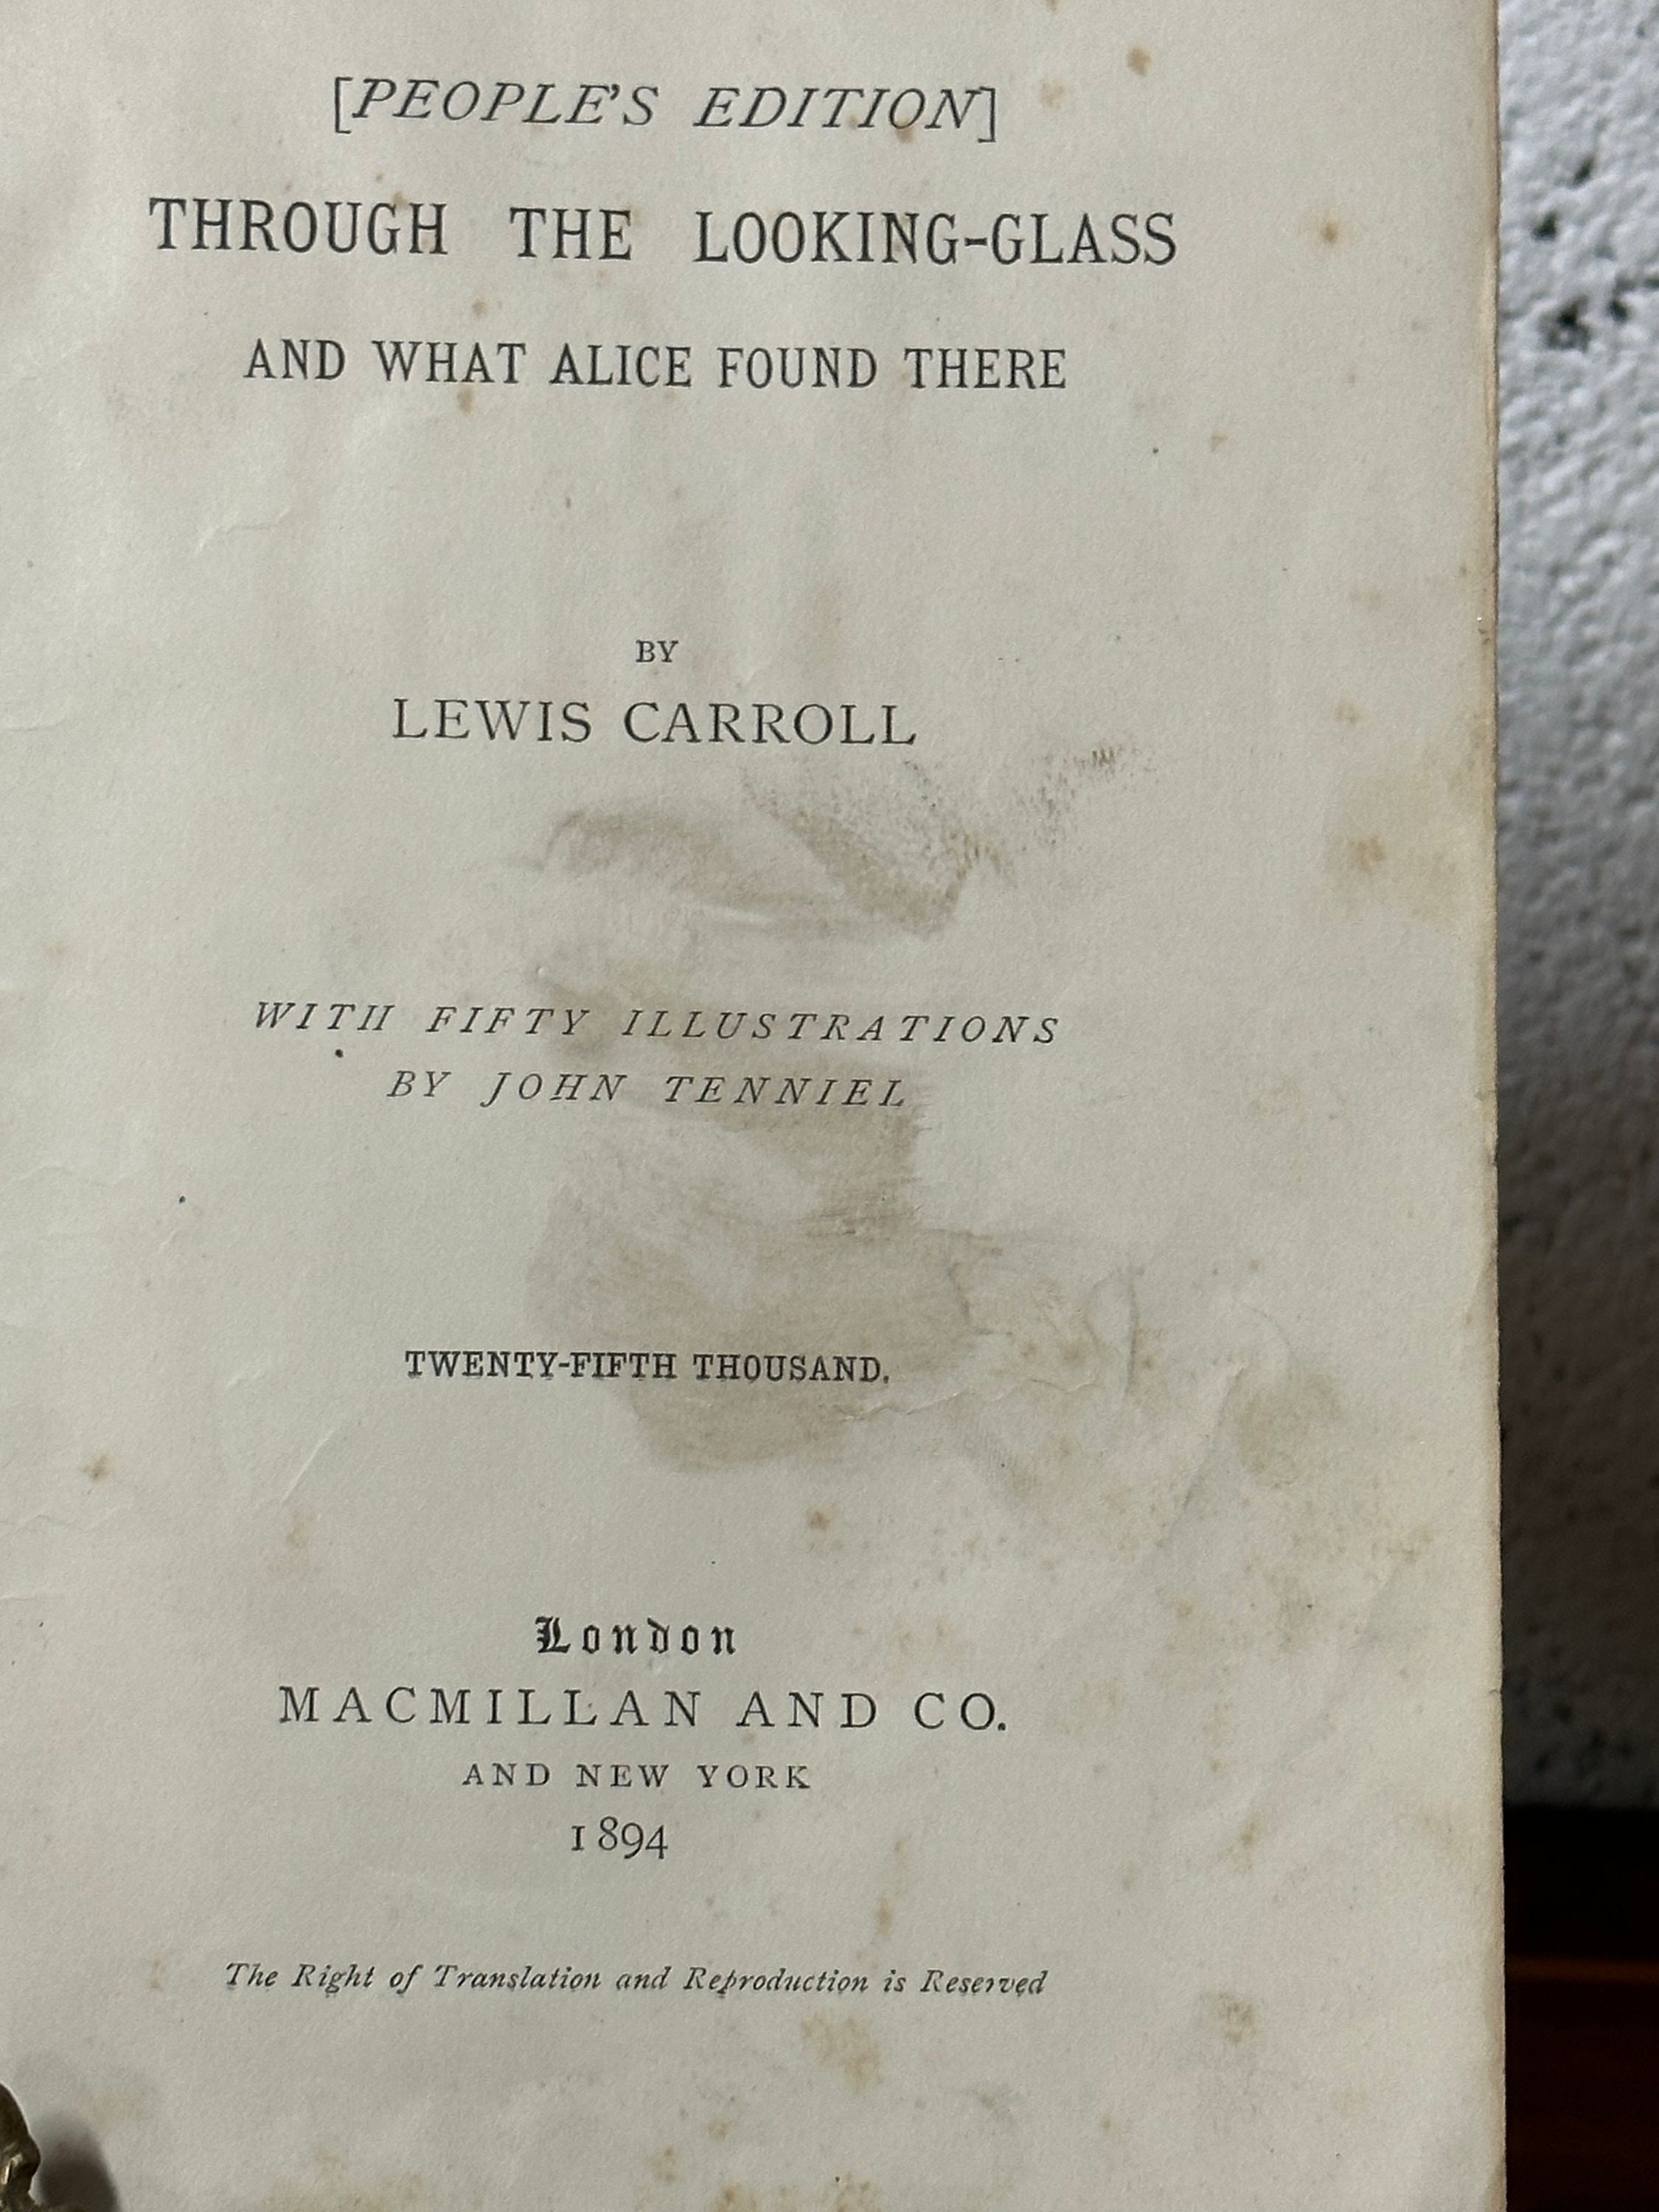 [PEOPLE'S EDITION]
THROUGH THE LOOKING-GLASS
AND WHAT ALICE FOUND THERE
BY
LEWIS CARROLL
WITH FIFTY ILLUSTRATIONS
BY JOHN TENNIEL
TWENTY-FIFTH THOUSAND.
London
MACMILLAN AND CO.
AND NEW YORK
1894
The Right of Translation and Reproduction is Reserved